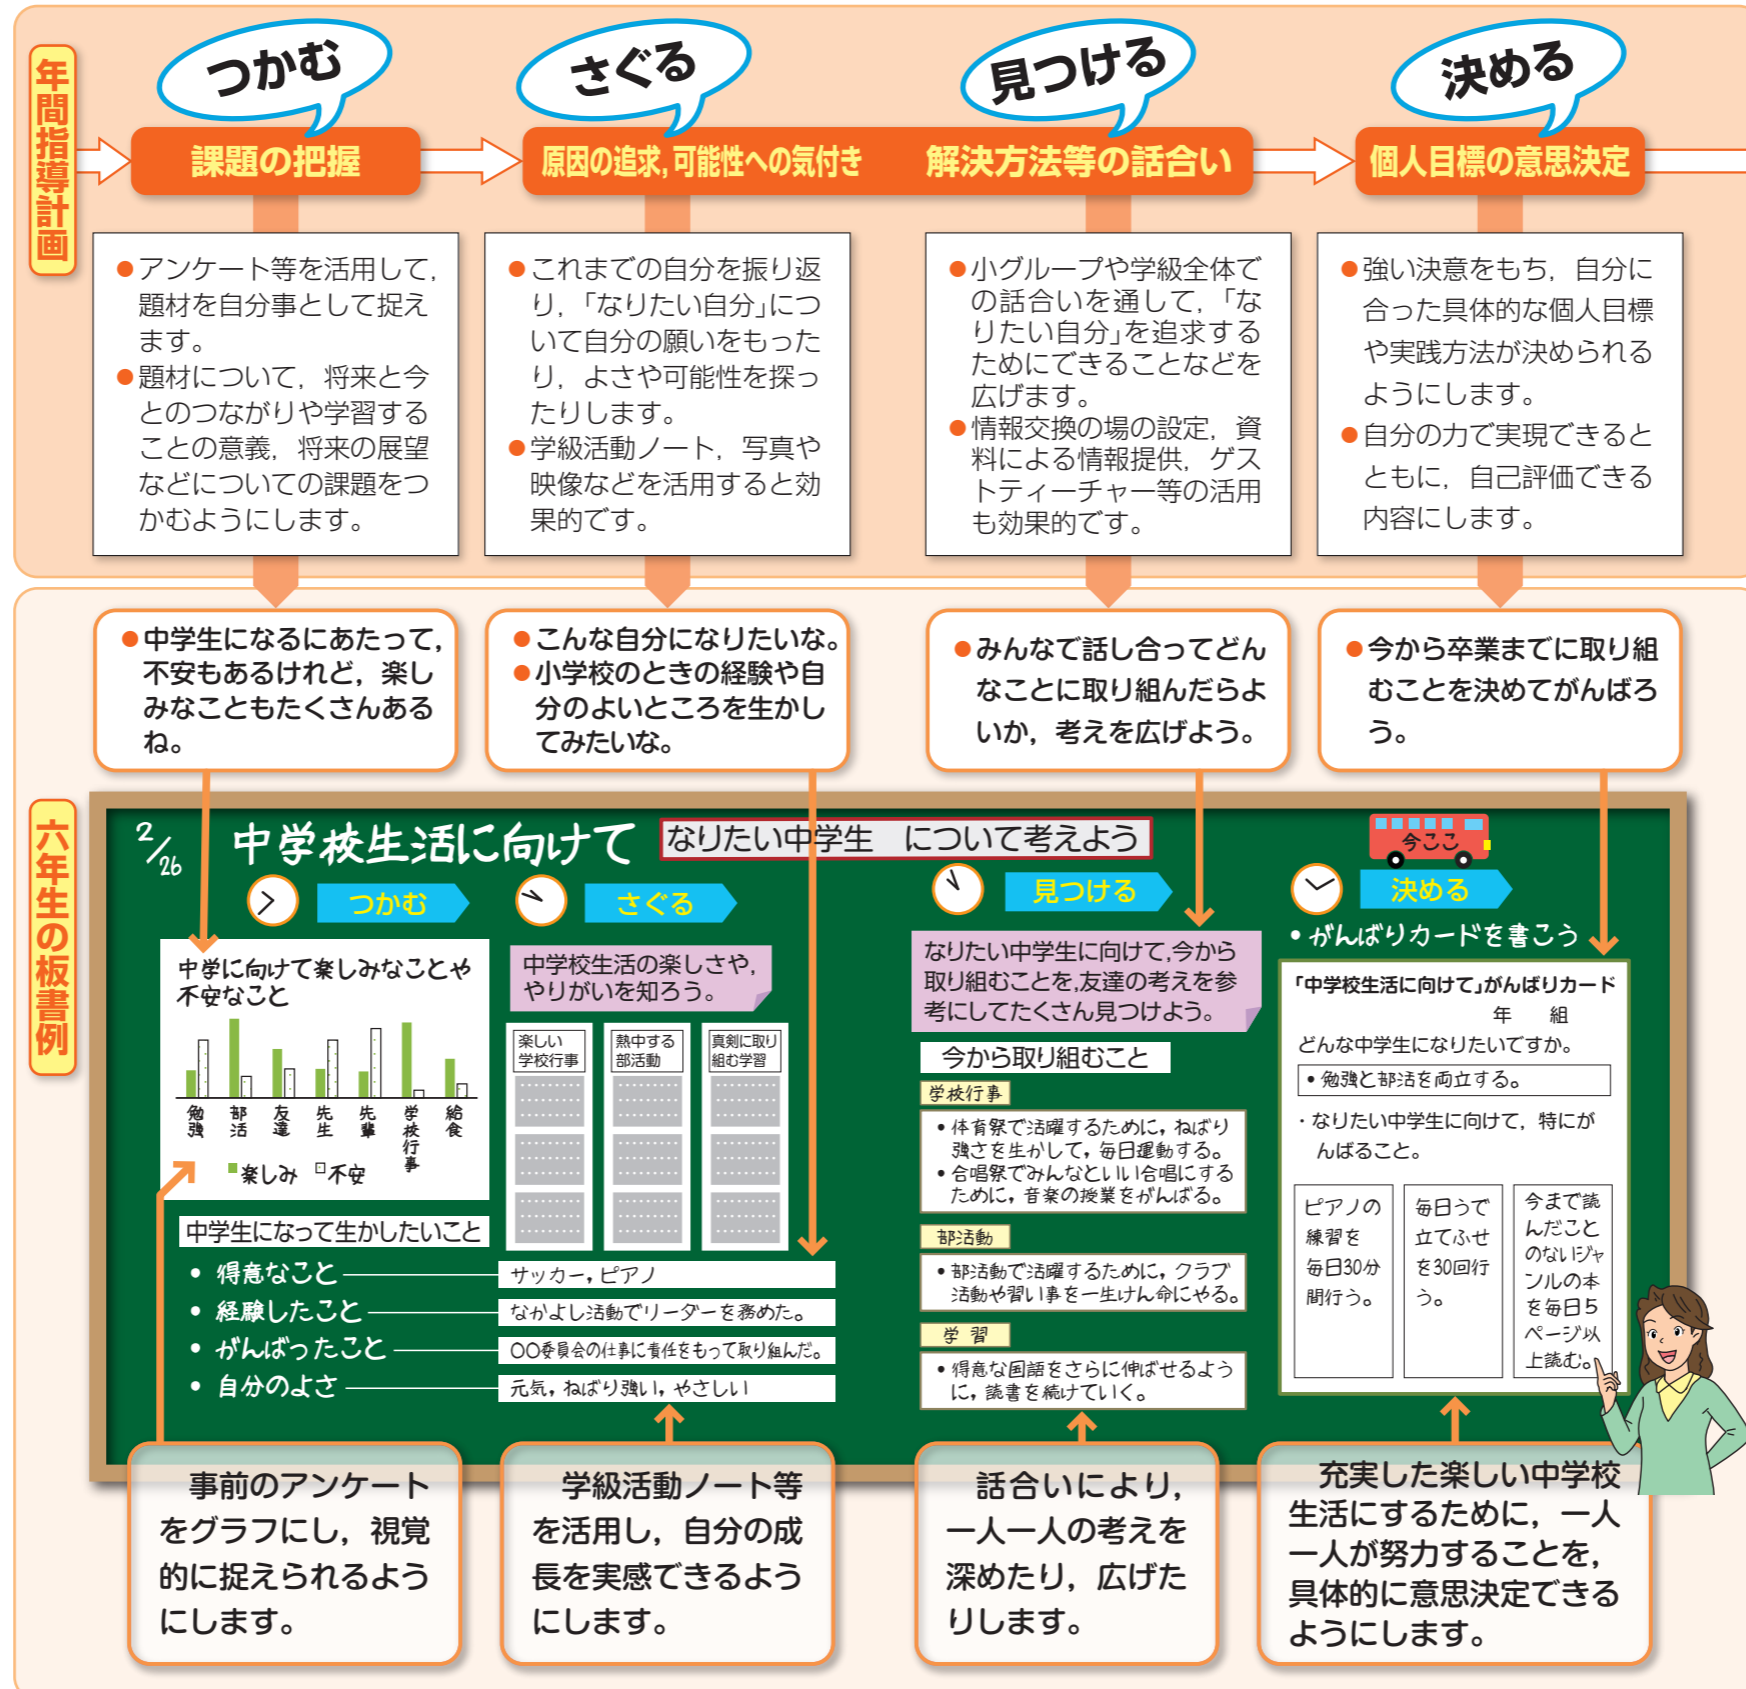 年間指導計画
つかむ
課題の把握
さぐる
原因の追求,可能性への気付き
見つける
解決方法等の話合い
決める
個人目標の意思決定
●アンケート等を活用して,
題材を自分事として捉え
ます。
●題材について,将来と今
とのつながりや学習する
ことの意義,将来の展望
などについての課題をつ
かむようにします。
●これまでの自分を振り返
り,「なりたい自分」につ
いて自分の願いをもった
り,よさや可能性を探っ
たりします。
●学級活動ノート,写真や
映像などを活用すると効
果的です。
●小グループや学級全体で
の話合いを通して,「な
りたい自分」を追求する
ためにできることなどを
広げます。
●情報交換の場の設定,資
料による情報提供,ゲス
トティーチャー等の活用
も効果的です。
●強い決意をもち,自分に
合った具体的な個人目標
や実践方法が決められる
ようにします。
●自分の力で実現できると
ともに,自己評価できる
内容にします。
●中学生になるにあたって,
不安もあるけれど,楽し
みなこともたくさんある
ね。
●こんな自分になりたいな。
●小学校のときの経験や自
分のよいところを生かし
てみたいな。
●みんなで話し合ってどん
なことに取り組んだらよ
いか,考えを広げよう。
●今から卒業までに取り組
むことを決めてがんばろ
う。
六年生の板書例
2/26
中学校生活に向けて
なりたい中学生 について考えよう
今ココ
つかむ
さぐる
見つける
決める
中学に向けて楽しみなことや
不安なこと
勉強
部活
友達
先生
先輩
学校行事
給食
楽しみ 不安
中学生になって生かしたいこと
• 得意なこと
• 経験したこと
• がんばったこと
• 自分のよさ
中学校生活の楽しさや,
やりがいを知ろう。
楽しい
学校行事
熱中する
部活動
真剣に取り
組む学習
サッカー,ピアノ
なかよし活動でリーダーを務めた。
〇〇委員会の仕事に責任をもって取り組んだ。
元気,ねばり強い,やさしい
なりたい中学生に向けて,今から
取り組むことを,友達の考えを参
考にしてたくさん見つけよう。
今から取り組むこと
学校行事
• 体育祭で活躍するために,ねばり
強さを生かして,毎日運動する。
• 合唱祭でみんなといい合唱にする
ために,音楽の授業をがんばる。
部活動
• 部活動で活躍するために,クラブ
活動や習い事を一生けん命にやる。
学習
• 得意な国語をさらに伸ばせるよう
に,読書を続けていく。
• がんばりカードを書こう
「中学校生活に向けて」がんばりカード
年 組
どんな中学生になりたいですか。
• 勉強と部活を両立する。
・なりたい中学生に向けて,特にが
んばること。
ピアノの
練習を
毎日30分
間行う。
毎日うで
立てふせ
を30回行
う。
今まで読
んだこと
のないジャ
ンルの本
を毎日5
ページ以
上読む。
事前のアンケート
をグラフにし,視覚
的に捉えられるよう
にします。
学級活動ノート等
を活用し,自分の成
長を実感できるよう
にします。
話合いにより,
一人一人の考えを
深めたり,広げた
りします。
充実した楽しい中学校
生活にするために,一人
一人が努力することを,
具体的に意思決定できる
ようにします。